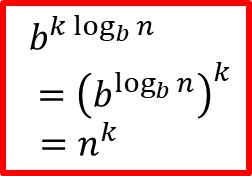 b^{k log_b n}
= (b^{log_b n})^k
= n^k